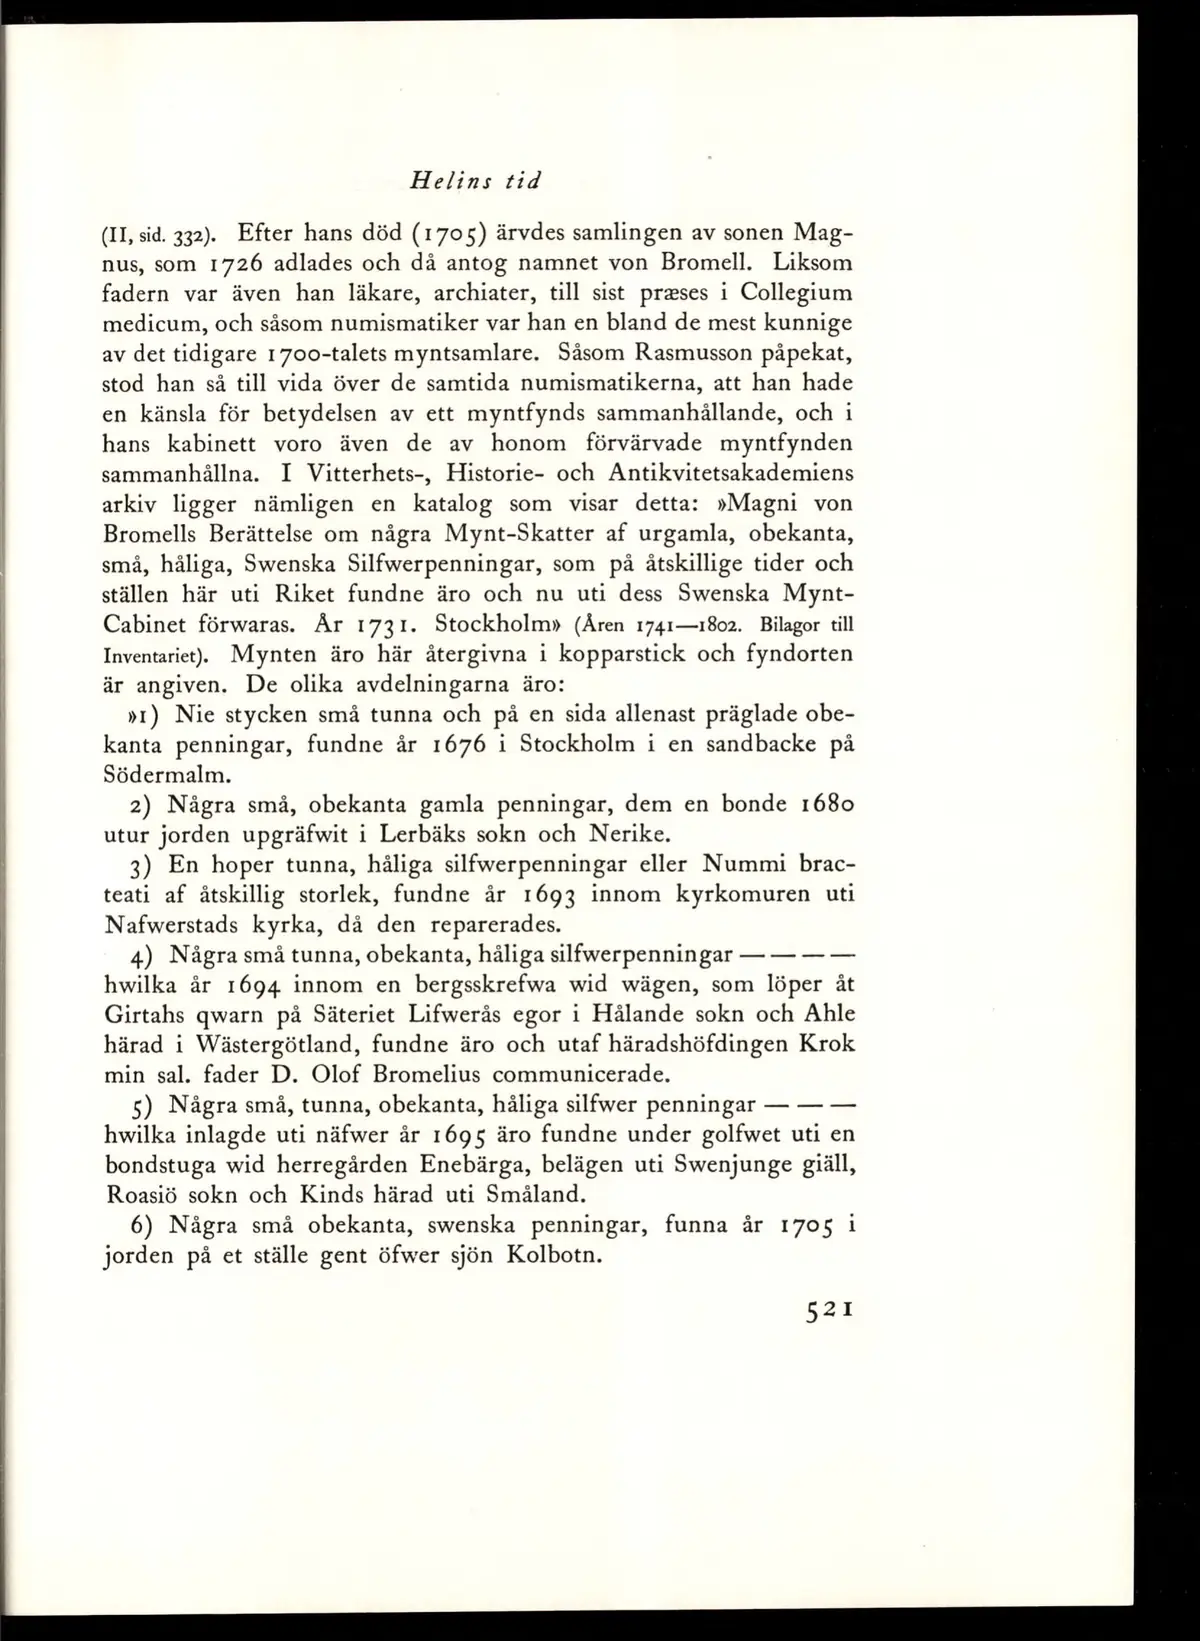 Helins tid
(II, sid. 332). Efter hans död (1705) ärvdes samlingen av sonen Mag-
nus, som 1726 adlades och då antog namnet von Bromell. Liksom
fadern var även han läkare, archiater, till sist præses i Collegium
medicum, och såsom numismatiker var han en bland de mest kunnige
av det tidigare 1700-talets myntsamlare. Såsom Rasmusson påpekat,
stod han så till vida över de samtida numismatikerna, att han hade
en känsla för betydelsen av ett myntfynds sammanhållande, och i
hans kabinett voro även de av honom förvärvade myntfynden
sammanhållna. I Vitterhets-, Historie- och Antikvitetsakademiens
arkiv ligger nämligen en katalog som visar detta: »Magni von
Bromells Berättelse om några Mynt-Skatter af urgamla, obekanta,
små, håliga, Swenska Silfwerpenningar, som på åtskillige tider och
ställen här uti Riket fundne äro och nu uti dess Swenska Mynt-
Cabinet förwaras. År 1731. Stockholm» (Åren 1741—1802. Bilagor till
Inventariet). Mynten äro här återgivna i kopparstick och fyndorten
är angiven. De olika avdelningarna äro:
»1) Nie stycken små tunna och på en sida allenast präglade obe-
kanta penningar, fundne år 1676 i Stockholm i en sandbacke på
Södermalm.
2) Några små, obekanta gamla penningar, dem en bonde 1680
utur jorden upgräfwit i Lerbäks sokn och Nerike.
3) En hoper tunna, håliga silfwerpenningar eller Nummi brac-
teati af åtskillig storlek, fundne år 1693 innom kyrkomuren uti
Nafwerstads kyrka, då den reparerades.
4) Några små tunna, obekanta, håliga silfwerpenningar — — — —
hwilka år 1694 innom en bergsskrefwa wid wägen, som löper åt
Girtahs qwarn på Säteriet Lifwerås egor i Hålande sokn och Ahle
härad i Wästergötland, fundne äro och utaf häradshöfdingen Krok
min sal. fader D. Olof Bromelius communicerade.
5) Några små, tunna, obekanta, håliga silfwer penningar — — —
hwilka inlagde uti näfwer år 1695 äro fundne under golfwet uti en
bondstuga wid herregården Enebärga, belägen uti Swenjunge giäll,
Roasiö sokn och Kinds härad uti Småland.
6) Några små obekanta, swenska penningar, funna år 1705 i
jorden på et ställe gent öfwer sjön Kolbotn.
521